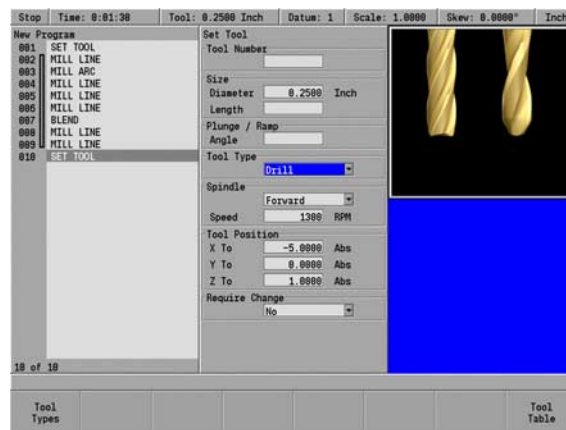 Stop Time: 0:01:38 Tool: 0.2500 Inch Datum: 1 Scale: 1.0000 Skew: 0.0000° Inch
New Program
001 SET TOOL
002 MILL LINE
003 MILL ARC
004 MILL LINE
005 MILL LINE
006 MILL LINE
007 BLEND
008 MILL LINE
009 MILL LINE
010 SET TOOL
10 of 10
Set Tool
Tool Number
Size
Diameter 0.2500 Inch
Length
Plunge / Ramp
Angle
Tool Type
Drill
Spindle
Forward
Speed 1300 RPM
Tool Position
X To -5.0000 Abs
Y To 0.0000 Abs
Z To 1.0000 Abs
Require Change
No
Tool Types
Tool Table